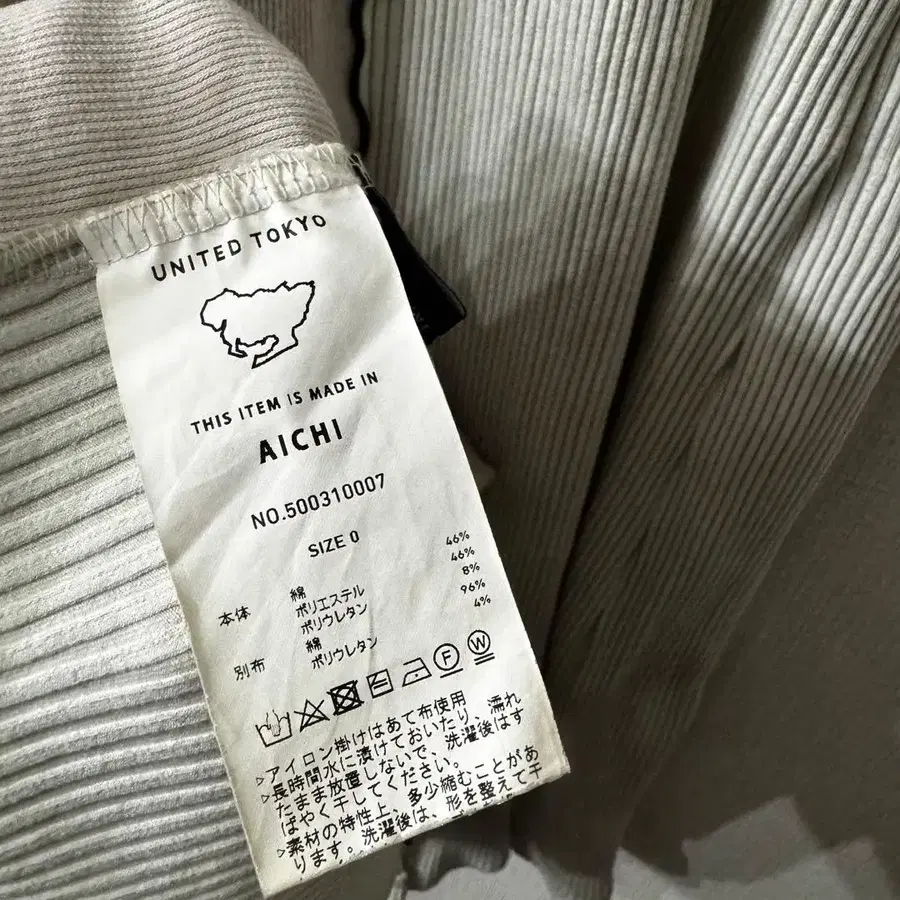 UNITED TOKYO
THIS ITEM IS MADE IN
AICHI
NO.500310007
SIZE 0
本体 綿 46%
ポリエステル 46%
ポリウレタン 8%
別布 綿 96%
ポリウレタン 4%
F W
▷アイロン掛けはあて布使用
▷長時間水に漬けておいたり、濡れ
たまま放置しないで、洗濯後はす
ばやく干してください。
▷素材の特性上、多少縮むことがあ
ります。洗濯後は、形を整えて干